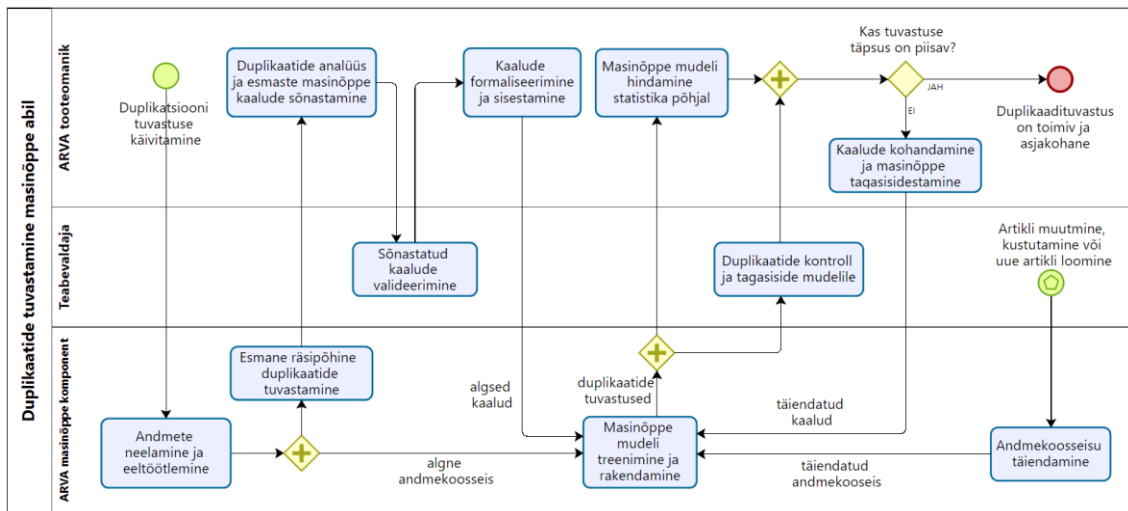 Duplikaatide tuvastamine masinõppe abil
ARVA tooteomanik
Teabevaldaja
ARVA masinõppe komponent
Duplikatsiooni
tuvastuse
käivitamine
Duplikaatide analüüs
ja esmaste masinõppe
kaalude sõnastamine
Kaalude
formaliseerimine
ja sisestamine
Masinõppe mudeli
hindamine
statistika põhjal
Kas tuvastuse
täpsus on piisav?
JAH
EI
Duplikaadituvastus
on toimiv ja
asjakohane
Kaalude kohandamine
ja masinõppe
tagasisidestamine
Sõnastatud
kaalude
valideerimine
Duplikaatide kontroll
ja tagasiside mudelile
Artikli muutmine,
kustutamine või
uue artikli loomine
Esmane räsipõhine
duplikaatide
tuvastamine
algsed
kaalud
duplikaatide
tuvastused
täiendatud
kaalud
Andmete
neelamine ja
eeltöötlemine
algne
andmekoosseis
Masinõppe
mudeli
treenimine ja
rakendamine
täiendatud
andmekooseis
Andmekoosseisu
täiendamine